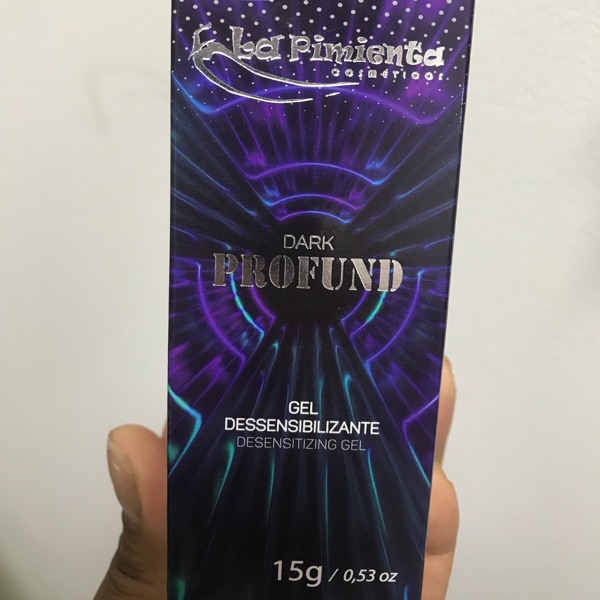 La Pimienta
cosméticos
DARK
PROFUND
GEL
DESSENSIBILIZANTE
DESENSITIZING GEL
15g / 0,53 oz